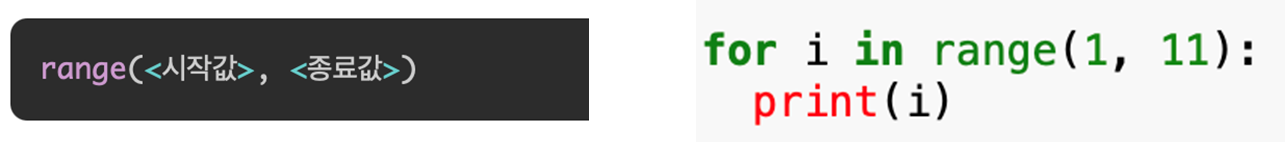 range(<시작값>, <종료값>)
for i in range(1, 11):
  print(i)